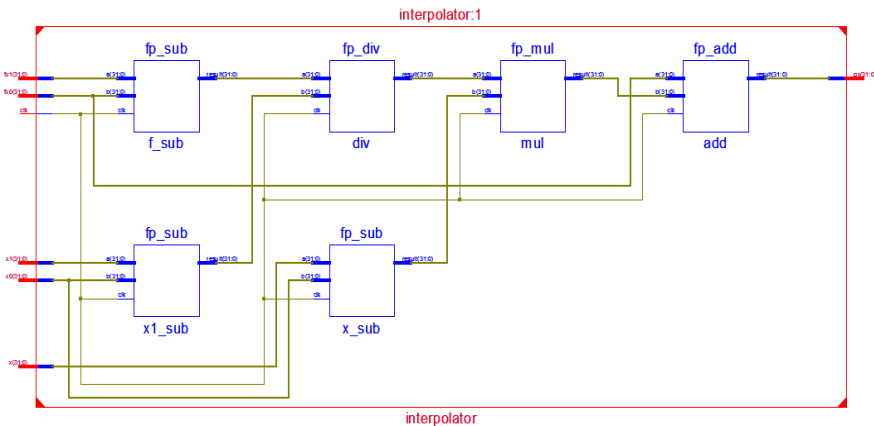 interpolator:1
fp_sub
fp_div
fp_mul
fp_add
fx1(31:0)
a(31:0)
result(31:0)
a(31:0)
result(31:0)
a(31:0)
result(31:0)
a(31:0)
result(31:0)
fx0(31:0)
b(31:0)
b(31:0)
b(31:0)
b(31:0)
clk
clk
clk
clk
clk
f_sub
div
mul
add
fp_sub
fp_sub
x1(31:0)
a(31:0)
result(31:0)
a(31:0)
result(31:0)
x0(31:0)
b(31:0)
b(31:0)
clk
clk
x1_sub
x_sub
x(31:0)
interpolator